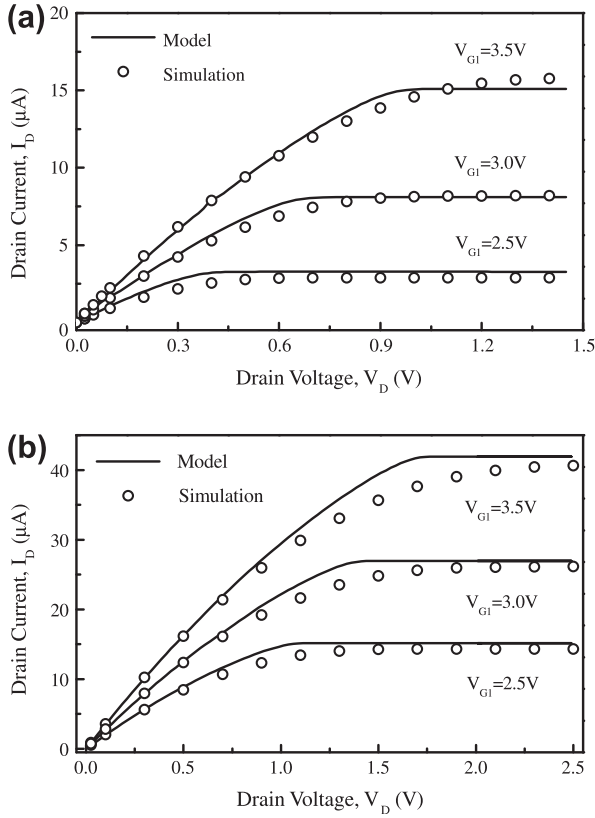 (a)
20
15
10
5
0
Drain Current, I_D (μA)
Model
Simulation
V_G1=3.5V
V_G1=3.0V
V_G1=2.5V
0.0 0.3 0.6 0.9 1.2 1.5
Drain Voltage, V_D (V)
(b)
40
30
20
10
0
Drain Current, I_D (μA)
Model
Simulation
V_G1=3.5V
V_G1=3.0V
V_G1=2.5V
0.0 0.5 1.0 1.5 2.0 2.5
Drain Voltage, V_D (V)